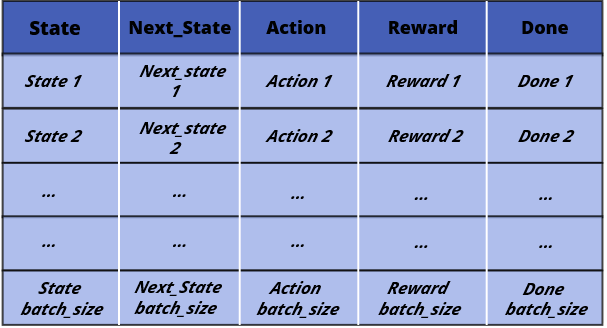 State Next_State Action Reward Done
State 1 Next_state 1 Action 1 Reward 1 Done 1
State 2 Next_state 2 Action 2 Reward 2 Done 2
... ... ... ... ...
... ... ... ... ...
State batch_size Next_State batch_size Action batch_size Reward batch_size Done batch_size